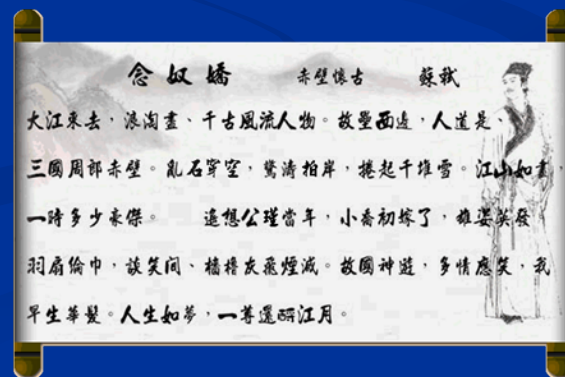 念奴嬌 赤壁懷古 蘇軾
大江東去，浪淘盡、千古風流人物。故壘西邊，人道是、
三國周郎赤壁。亂石穿空，驚濤拍岸，捲起千堆雪。江山如畫，
一時多少豪傑。 遙想公瑾當年，小喬初嫁了，雄姿英發
羽扇綸巾，談笑間、檣櫓灰飛煙滅。故國神遊，多情應笑，我
早生華髮。人生如夢，一尊還酹江月。